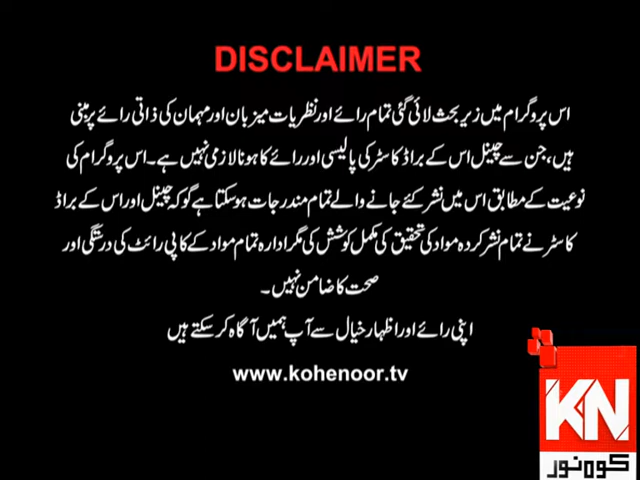 DISCLAIMER
اس پروگرام میں زیر بحث لائی گئی تمام رائے اور نظریات میزبان اور مہمان کی ذاتی رائے پر مبنی
ہیں، جن سے چینل اس کے براڈ کاسٹر کی پالیسی اور رائے کا ہونا لازمی نہیں ہے۔ اس پروگرام کی
نوعیت کے مطابق اس میں نشر کئے جانے والے تمام مندرجات ہو سکتا ہے گو کہ چینل اور اس کے براڈ
کاسٹر نے تمام نشر کردہ مواد کی تحقیق کی مکمل کوشش کی مگر ادارہ تمام مواد کے کاپی رائٹ کی درستگی اور
صحت کا ضامن نہیں۔
اپنی رائے اور اظہار خیال سے آپ ہمیں آگاہ کر سکتے ہیں
www.kohenoor.tv
KN
کوہ نور